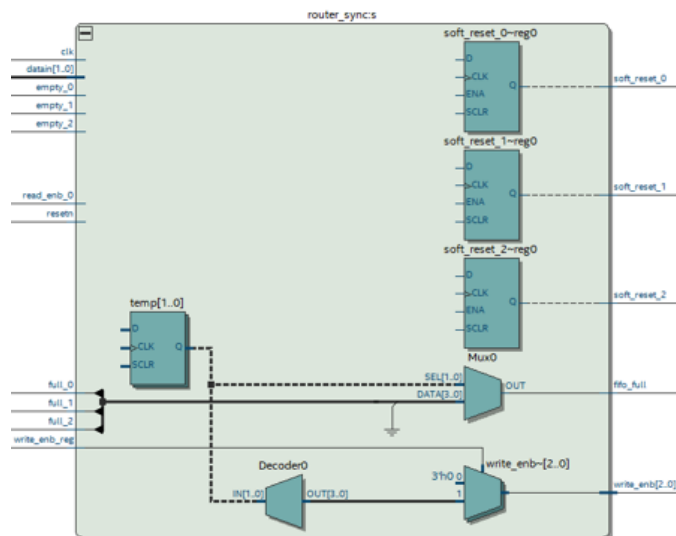 router_sync:s
soft_reset_0~reg0
clk
datain[1..0]
empty_0
empty_1
empty_2
D
CLK
ENA
SCLR
Q
soft_reset_0
soft_reset_1~reg0
read_enb_0
resetn
D
CLK
ENA
SCLR
Q
soft_reset_1
soft_reset_2~reg0
D
CLK
ENA
SCLR
Q
soft_reset_2
temp[1..0]
D
CLK
SCLR
Q
Mux0
SEL[1..0]
DATA[3..0]
OUT
fifo_full
full_0
full_1
full_2
write_enb_reg
Decoder0
IN[1..0]
OUT[3..0]
write_enb~[2..0]
3'h0 0
1
write_enb[2..0]